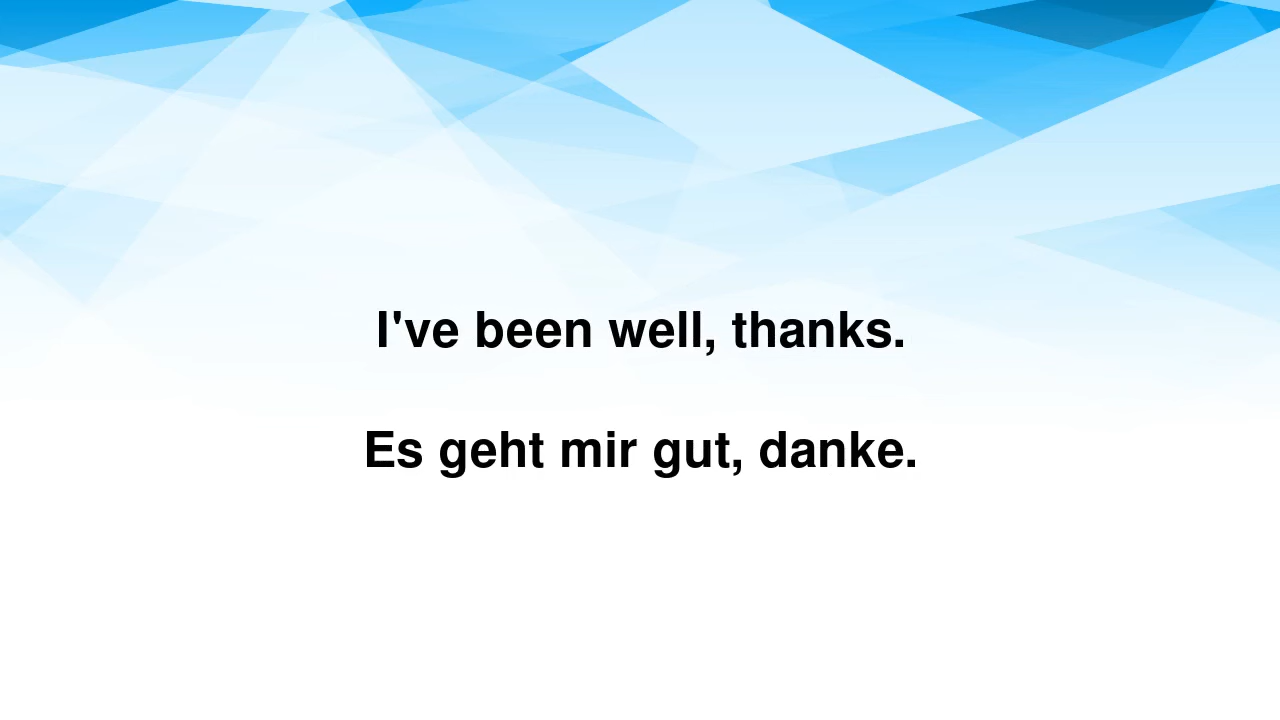 I've been well, thanks.
Es geht mir gut, danke.